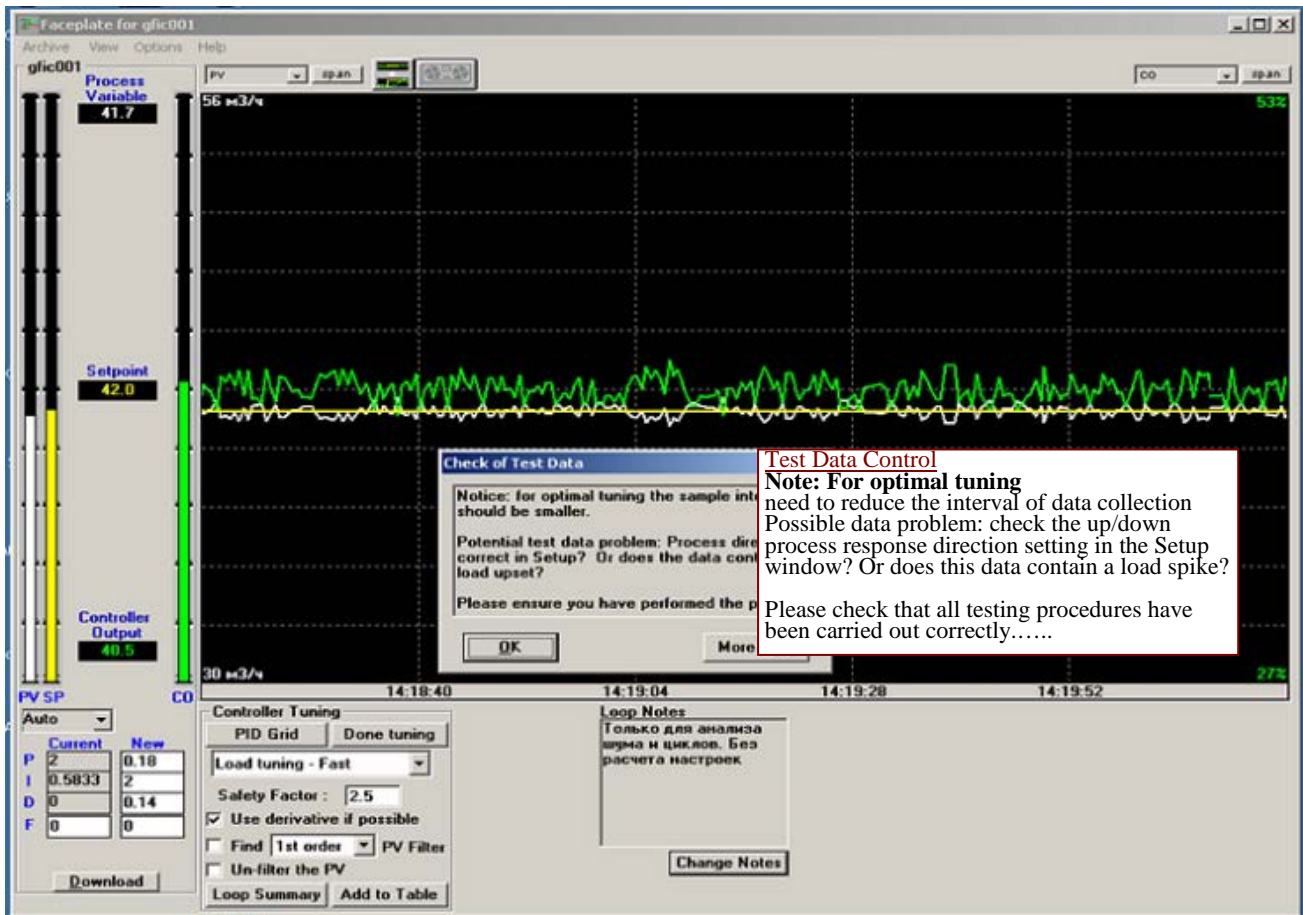 Faceplate for qfic001
Archive View Options Help
qfic001
Process
Variable
41.7
PV span
CO span
56 м3/ч
53%
Setpoint
42.0
Controller
Output
40.5
30 м3/ч
27%
14:18:40 14:19:04 14:19:28 14:19:52
PV SP CO
Check of Test Data
Notice: for optimal tuning the sample
should be smaller.
Potential test data problem: Process
correct in Setup? Or does the data
load upset?
Please ensure you have performed the
OK
More
Test Data Control
Note: For optimal tuning
need to reduce the interval of data collection
Possible data problem: check the up/down
process response direction setting in the Setup
window? Or does this data contain a load spike?
Please check that all testing procedures have
been carried out correctly......
Auto
Current New
P 2 0.18
I 0.5833 2
D 0 0.14
F 0 0
Download
Controller Tuning
PID Grid Done tuning
Load tuning - Fast
Safety Factor : 2.5
Use derivative if possible
Find 1st order PV Filter
Un-filter the PV
Loop Summary Add to Table
Loop Notes
Только для анализа
шума и циклов. Без
расчета настроек
Change Notes